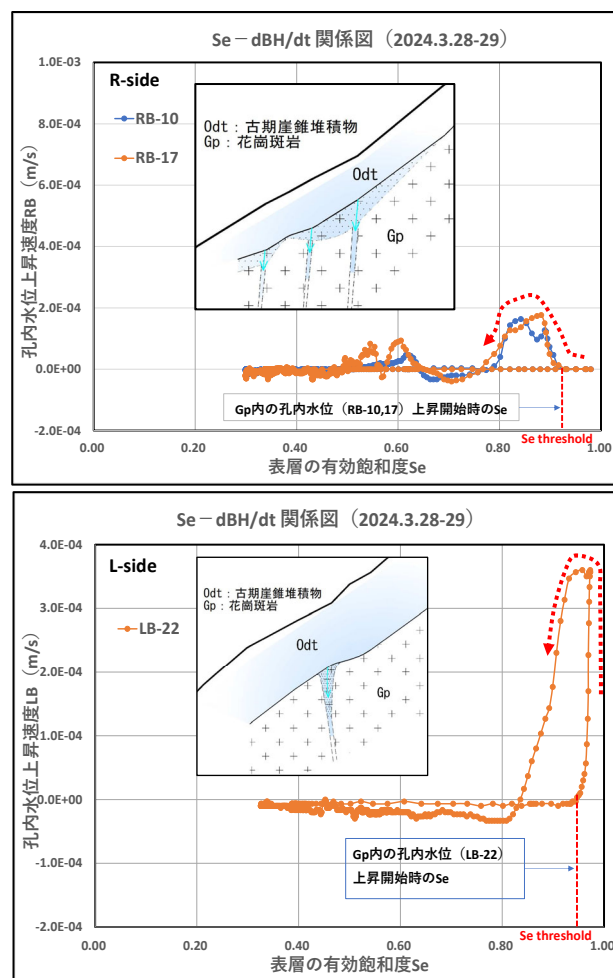 Se－dBH/dt 関係図（2024.3.28-29）
1.0E-03
8.0E-04
6.0E-04
4.0E-04
2.0E-04
0.0E+00
-2.0E-04
孔内水位上昇速度RB（m/s）
R-side
RB-10
RB-17
Odt：古期崖錐堆積物
Gp：花崗斑岩
Odt
Gp
Gp内の孔内水位（RB-10,17）上昇開始時のSe
Se threshold
0.00 0.20 0.40 0.60 0.80 1.00
表層の有効飽和度Se
Se－dBH/dt 関係図（2024.3.28-29）
4.0E-04
3.0E-04
2.0E-04
1.0E-04
0.0E+00
-1.0E-04
-2.0E-04
孔内水位上昇速度LB（m/s）
L-side
LB-22
Odt：古期崖錐堆積物
Gp：花崗斑岩
Odt
Gp
Gp内の孔内水位（LB-22）
上昇開始時のSe
Se threshold
0.00 0.20 0.40 0.60 0.80 1.00
表層の有効飽和度Se